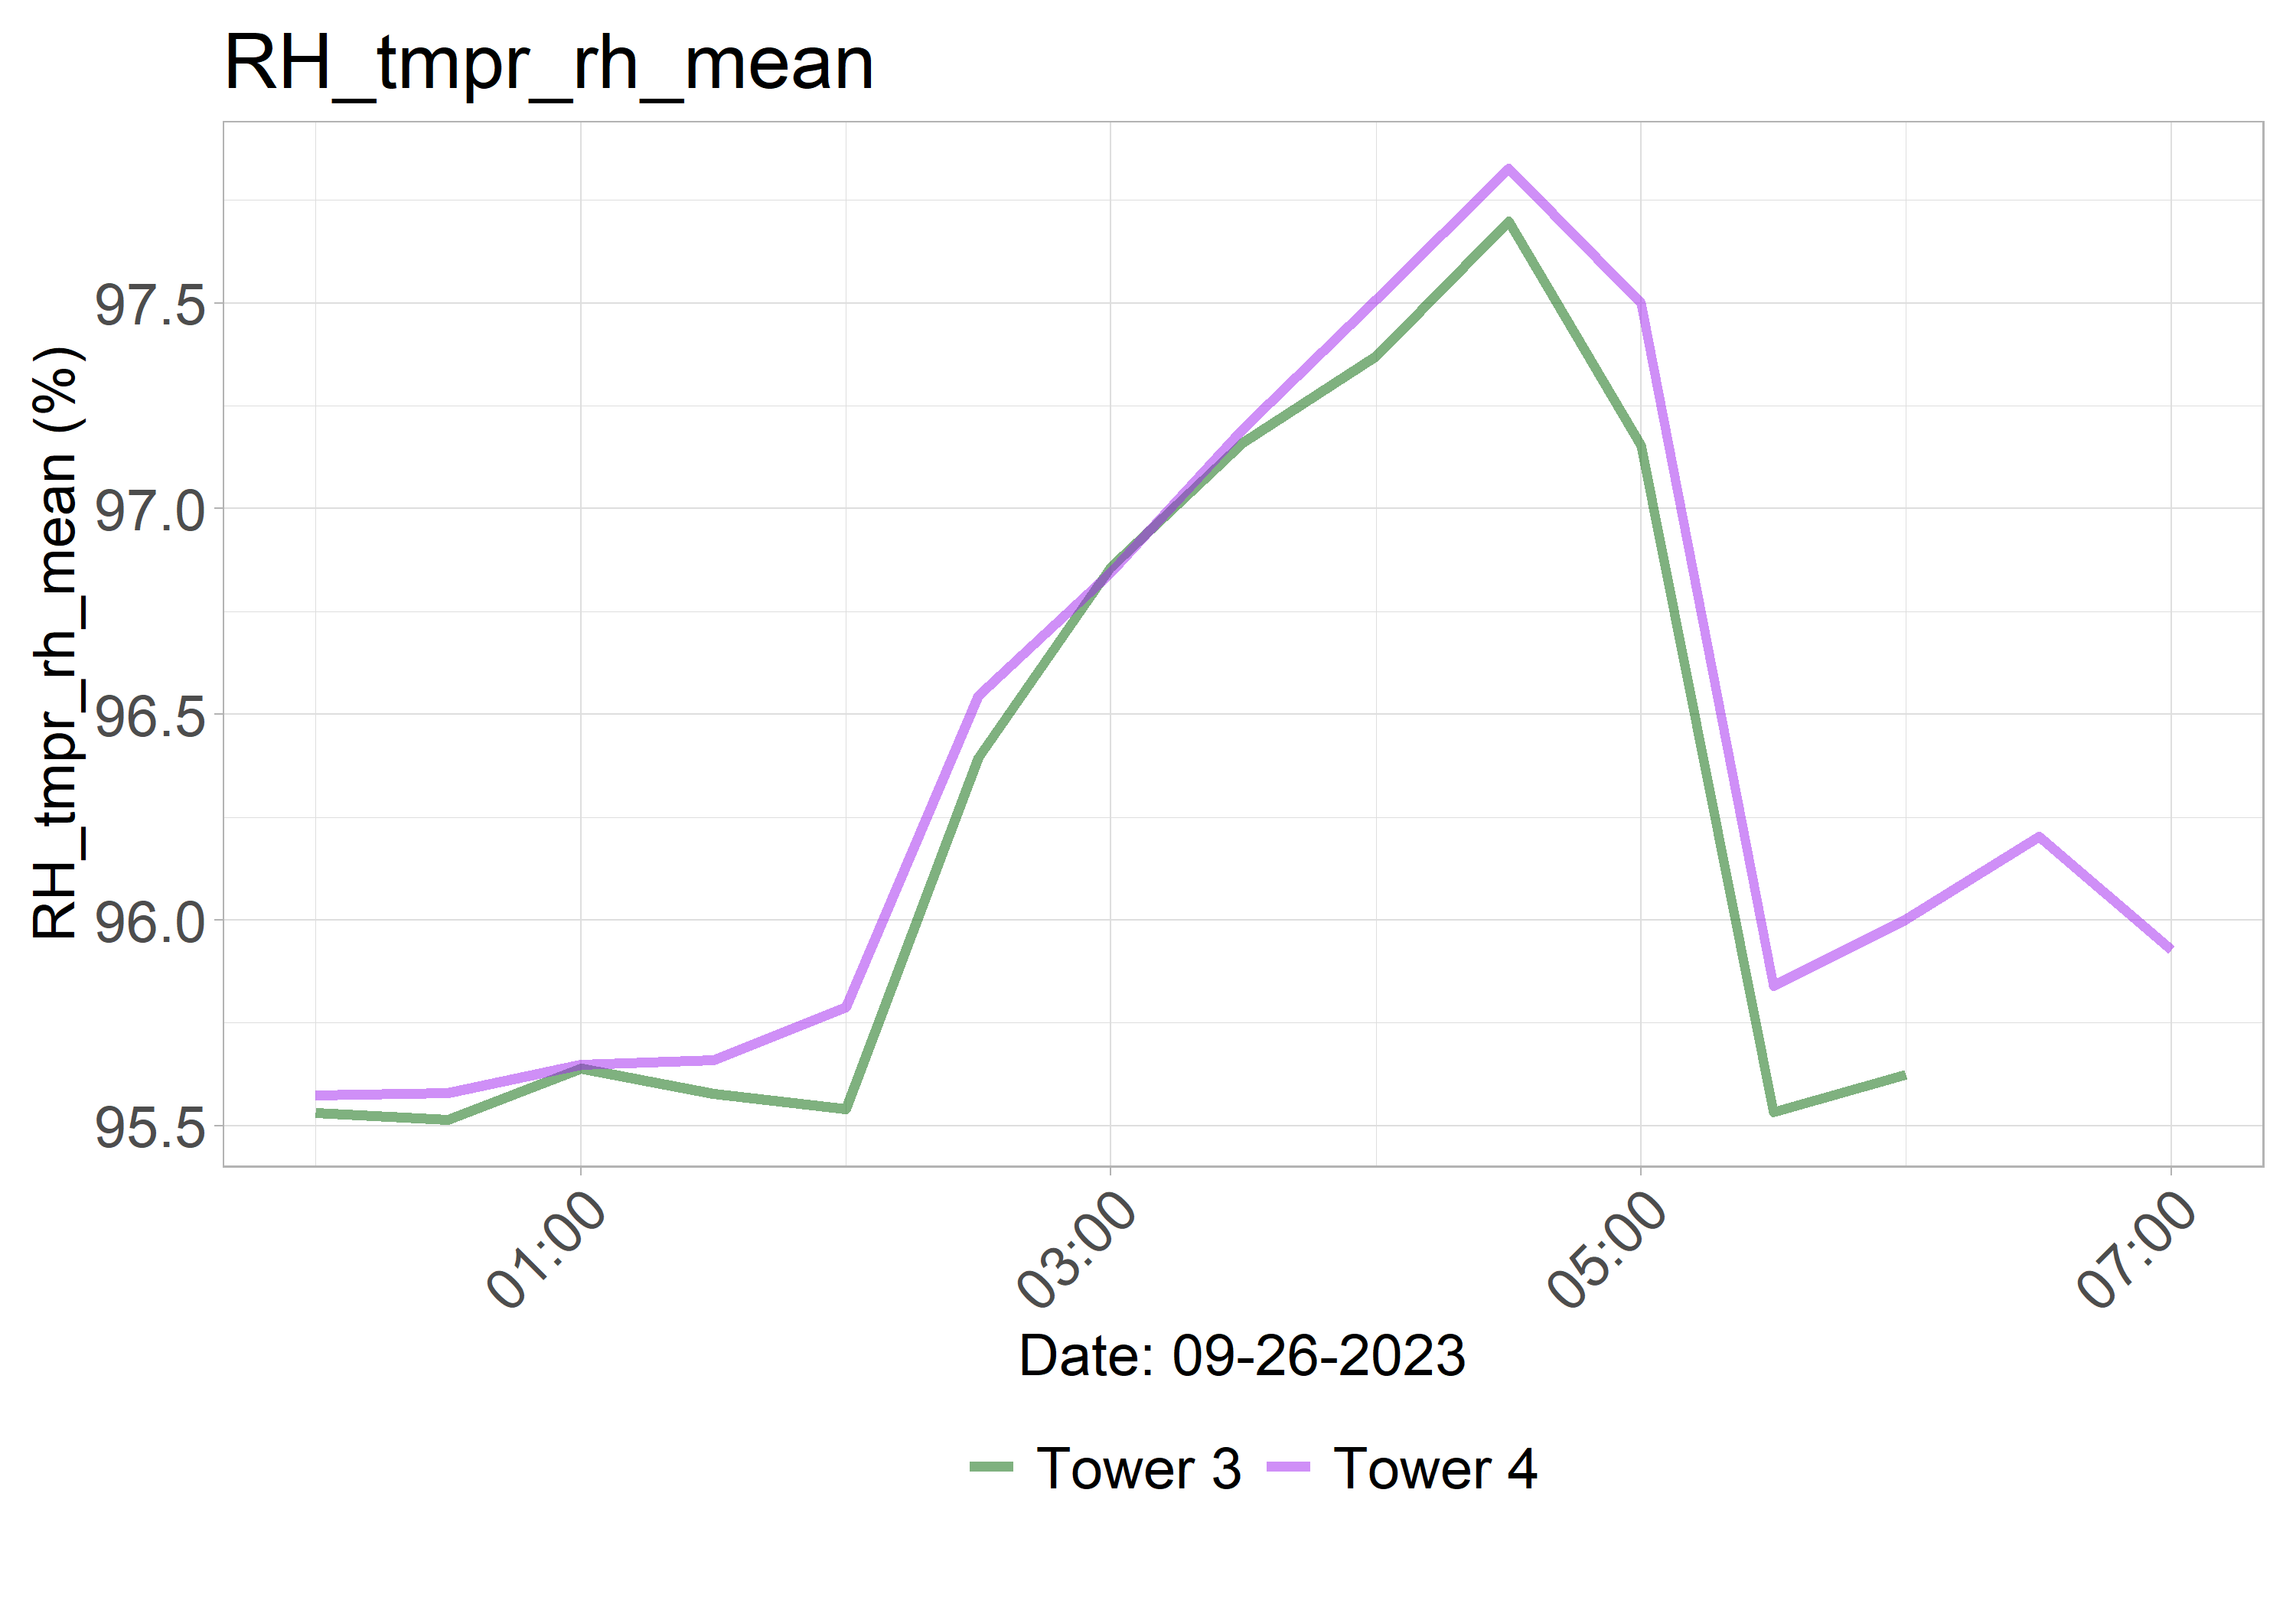 RH_tmpr_rh_mean
RH_tmpr_rh_mean (%)
97.5
97.0
96.5
96.0
95.5
01:00
03:00
05:00
07:00
Date: 09-26-2023
Tower 3
Tower 4